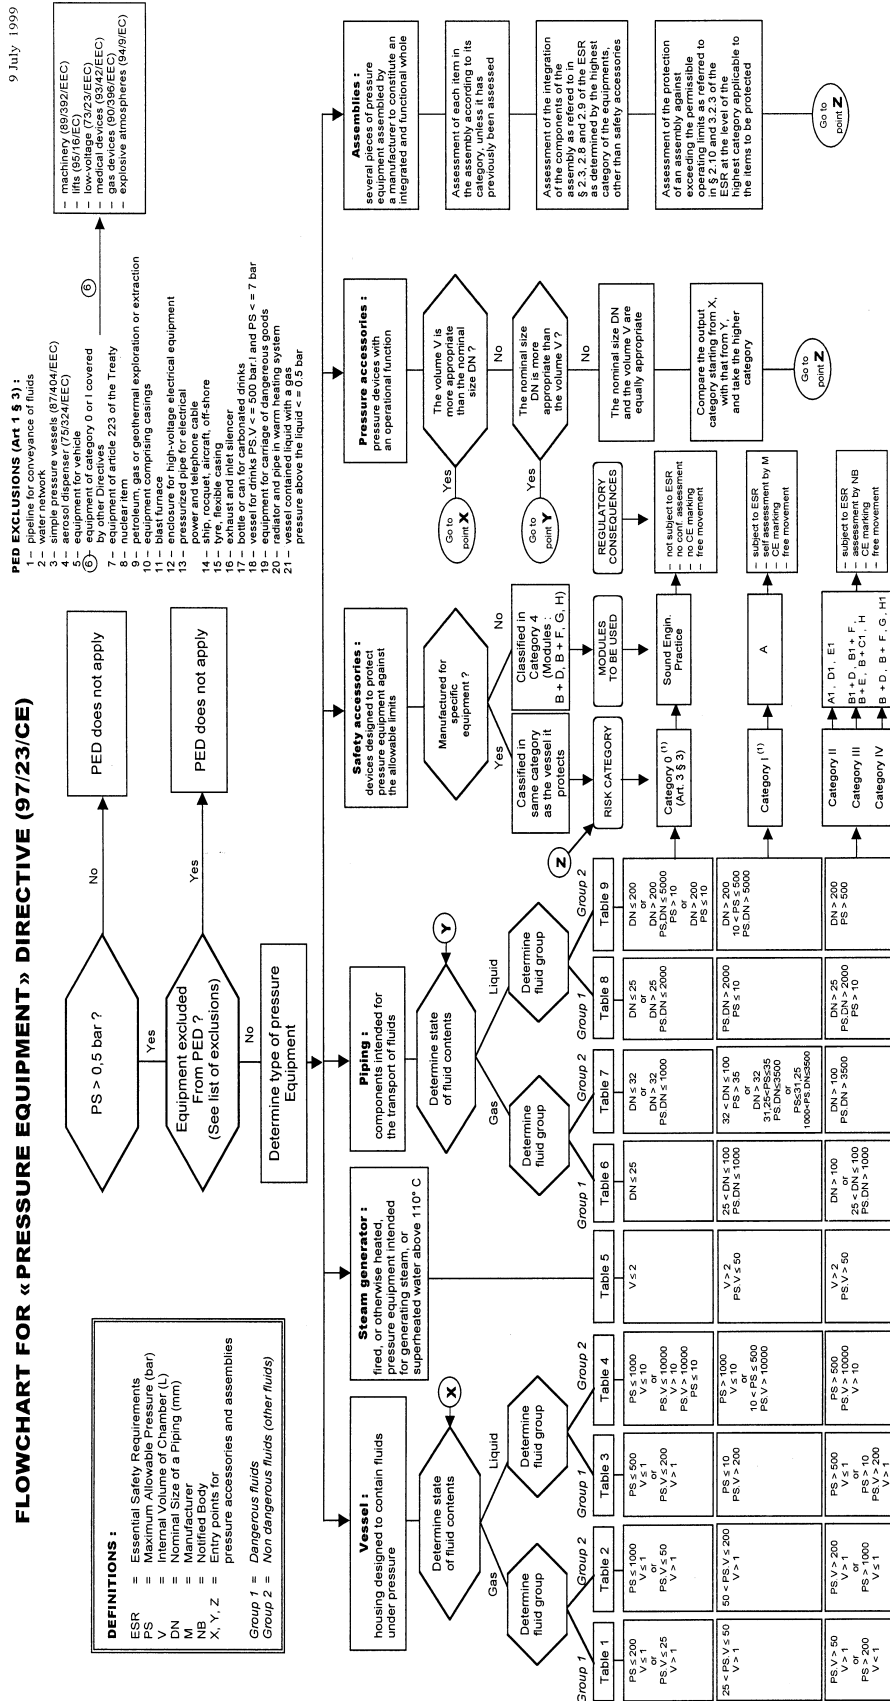 9 July 1999
FLOWCHART FOR «PRESSURE EQUIPMENT» DIRECTIVE (97/23/CE)
DEFINITIONS :
ESR = Essential Safety Requirements
PS = Maximum Allowable Pressure (bar)
V = Internal Volume of Chamber (L)
DN = Nominal Size of a Piping (mm)
M = Manufacturer
NB = Notified Body
X, Y, Z = Entry points for
pressure accessories and assemblies
Group 1 = Dangerous fluids
Group 2 = Non dangerous fluids (other fluids)
PS > 0,5 bar ?
No
PED does not apply
Yes
Equipment excluded
From PED ?
(See list of exclusions)
Yes
PED does not apply
No
Determine type of pressure
Equipment
PED EXCLUSIONS (Art 1 § 3) :
1 – pipeline for conveyance of fluids
2 – water network
3 – simple pressure vessels (87/404/EEC)
4 – aerosol dispenser (75/324/EEC)
5 – equipment for vehicle
6 – equipment of category 0 or I covered
by other Directives
7 – equipment of article 223 of the Treaty
8 – nuclear item
9 – petroleum, gas or geothermal exploration or extraction
10 – equipment comprising casings
11 – blast furnace
12 – enclosure for high-voltage electrical equipment
13 – pressurized pipe for electrical
power and telephone cable
14 – ship, rocquet, aircraft, off-shore
15 – tyre, flexible casing
16 – exhaust and inlet silencer
17 – bottle or can for carbonated drinks
18 – vessel for drinks PS.V < = 500 bar.l and PS < = 7 bar
19 – equipment for carriage of dangereous goods
20 – radiator and pipe in warm heating system
21 – vessel contained liquid with a gas
pressure above the liquid < = 0.5 bar
6
– machinery (89/392/EEC)
– lifts (95/16/EC)
– low-voltage (73/23/EEC)
– medical devices (93/42/EEC)
– gas devices (90/396/EEC)
– explosive atmospheres (94/9/EC)
Vessel :
housing designed to contain fluids
under pressure
Determine state
of fluid contents
X
Gas
Liquid
Determine
fluid group
Determine
fluid group
Group 1
Group 2
Group 1
Group 2
Steam generator :
fired, or otherwise heated,
pressure equipment intended
for generating steam, or
superheated water above 110° C
Piping :
components intended for
the transport of fluids
Determine state
of fluid contents
Y
Gas
Liquid
Determine
fluid group
Determine
fluid group
Group 1
Group 2
Group 1
Group 2
Safety accessories :
devices designed to protect
pressure equipment against
the allowable limits
Manufactured for
specific
equipment ?
Yes
No
Cassified in
same category
as the vessel it
protects
Classified in
Category 4
(Modules :
B + D, B + F, G, H)
Pressure accessories :
pressure devices with
an operational function
The volume V is
more appropriate
than the nominal
size DN ?
Yes
Go to
point X
No
The nominal size
DN is more
appropriate than
the volume V ?
Yes
Go to
point Y
No
The nominal size DN
and the volume V are
equally appropriate
Compare the output
category starting from X,
with that from Y,
and take the higher
category
Go to
point Z
Assemblies :
several pieces of pressure
equipment assembled by
a manufacturer to constitute an
integrated and functional whole
Assessment of each item in
the assembly according to its
category, unless it has
previously been assessed
Assessment of the integration
of the components of the
assembly as refered to in
§ 2.3, 2.8 and 2.9 of the ESR
as determined by the highest
category of the equipments,
other than safety accessories
Assessment of the protection
of an assembly against
exceeding the permissible
operating limits as referred to
in § 2.10 and 3.2.3 of the
ESR at the level of the
highest category applicable to
the items to be protected
Go to
point Z
Z
RISK CATEGORY
MODULES
TO BE USED
REGULATORY
CONSEQUENCES
Table 1
Table 2
Table 3
Table 4
Table 5
Table 6
Table 7
Table 8
Table 9
PS ≤ 200
V ≤ 1
or
PS.V ≤ 25
V > 1
PS ≤ 1000
V ≤ 1
or
PS.V ≤ 50
V > 1
PS ≤ 500
V ≤ 1
or
PS.V ≤ 200
V > 1
PS ≤ 1000
V ≤ 10
or
PS.V ≤ 10000
V > 10
PS.V > 10000
PS ≤ 10
V ≤ 2
DN ≤ 25
DN ≤ 32
or
DN > 32
PS.DN ≤ 1000
DN ≤ 25
or
DN > 25
PS.DN ≤ 2000
DN ≤ 200
or
DN > 200
PS.DN ≤ 5000
PS > 10
or
DN > 200
PS ≤ 10
Category 0 (1)
(Art. 3 § 3)
Sound Engin.
Practice
– not subject to ESR
– no conf. assessment
– no CE marking
– free movement
25 < PS.V ≤ 50
V > 1
50 < PS.V ≤ 200
V > 1
PS ≤ 10
PS.V > 200
PS > 1000
V ≤ 10
or
10 < PS ≤ 500
PS.V > 10000
V > 2
PS.V ≤ 50
25 < DN ≤ 100
PS.DN ≤ 1000
32 < DN ≤ 100
PS > 35
or
DN > 32
31,25<PS≤35
PS.DN≤3500
or
PS≤31,25
1000<PS.DN≤3500
PS.DN > 2000
PS ≤ 10
DN > 200
10 < PS ≤ 500
PS.DN > 5000
Category I (1)
A
– subject to ESR
– self assessment by M
– CE marking
– free movement
PS.V > 50
V > 1
or
PS > 200
V < 1
PS.V > 200
V > 1
or
PS > 1000
V ≤ 1
PS > 500
V ≤ 1
or
PS > 10
PS.V > 200
V > 1
PS > 500
PS.V > 10000
V > 10
V > 2
PS.V > 50
DN > 100
or
25 < DN ≤ 100
PS.DN > 1000
DN > 100
PS.DN > 3500
DN > 25
PS.DN > 2000
PS > 10
DN > 200
PS > 500
Category II
Category III
Category IV
A1, D1, E1
B1 + D, B1 + F,
B + E, B + C1, H
B + D, B + F, G, H1
– subject to ESR
– assessment by NB
– CE marking
– free movement